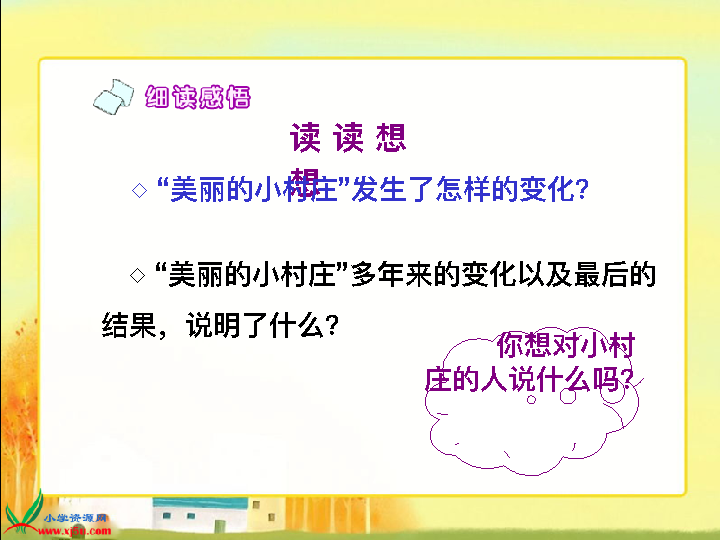 细读感悟
读 读 想
想
◇ “美丽的小村庄”发生了怎样的变化？
◇ “美丽的小村庄”多年来的变化以及最后的
结果，说明了什么？
你想对小村
庄的人说什么吗？
小学资源网
www.xj5u.com